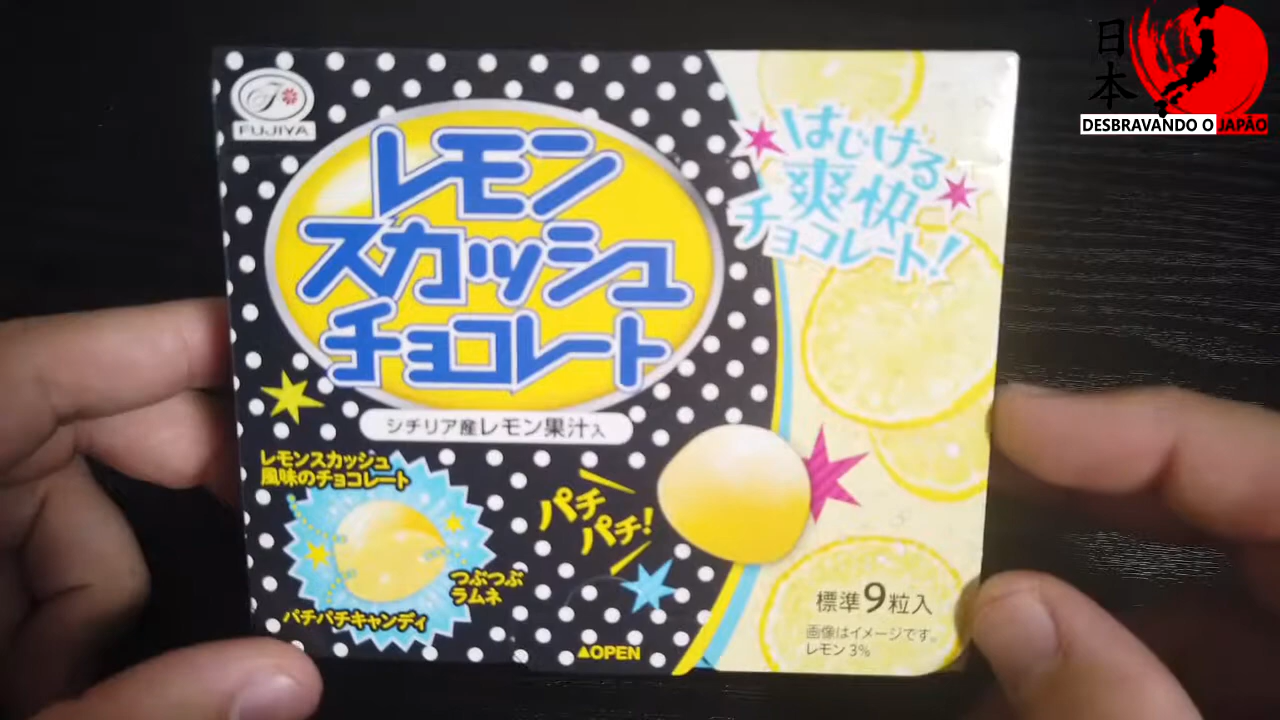 日本
DESBRAVANDO O JAPÃO
FUJIYA
レモン
スカッシュ
チョコレート
シチリア産レモン果汁入
はじける
爽快
チョコレート!
レモンスカッシュ
風味のチョコレート
つぶつぶ
ラムネ
パチパチキャンディ
パチ
パチ!
▲OPEN
標準9粒入
画像はイメージです。
レモン3%